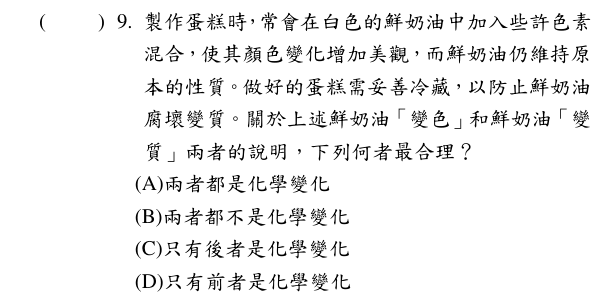 (　　) 9. 製作蛋糕時，常會在白色的鮮奶油中加入些許色素
混合，使其顏色變化增加美觀，而鮮奶油仍維持原
本的性質。做好的蛋糕需妥善冷藏，以防止鮮奶油
腐壞變質。關於上述鮮奶油「變色」和鮮奶油「變
質」兩者的說明，下列何者最合理？
(A)兩者都是化學變化
(B)兩者都不是化學變化
(C)只有後者是化學變化
(D)只有前者是化學變化